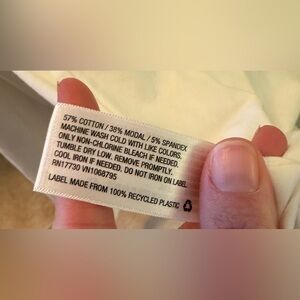 57% COTTON / 38% MODAL / 5% SPANDEX
MACHINE WASH COLD WITH LIKE COLORS.
ONLY NON-CHLORINE BLEACH IF NEEDED.
TUMBLE DRY LOW. REMOVE PROMPTLY.
COOL IRON IF NEEDED. DO NOT IRON ON LABEL
RN17730 VN1068795
LABEL MADE FROM 100% RECYCLED PLASTIC